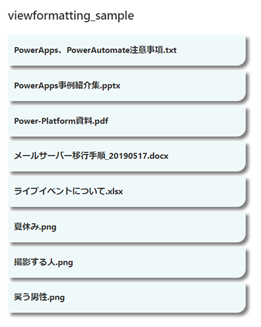 viewformatting_sample
PowerApps、PowerAutomate注意事項.txt
PowerApps事例紹介集.pptx
Power-Platform資料.pdf
メールサーバー移行手順_20190517.docx
ライブイベントについて.xlsx
夏休み.png
撮影する人.png
笑う男性.png